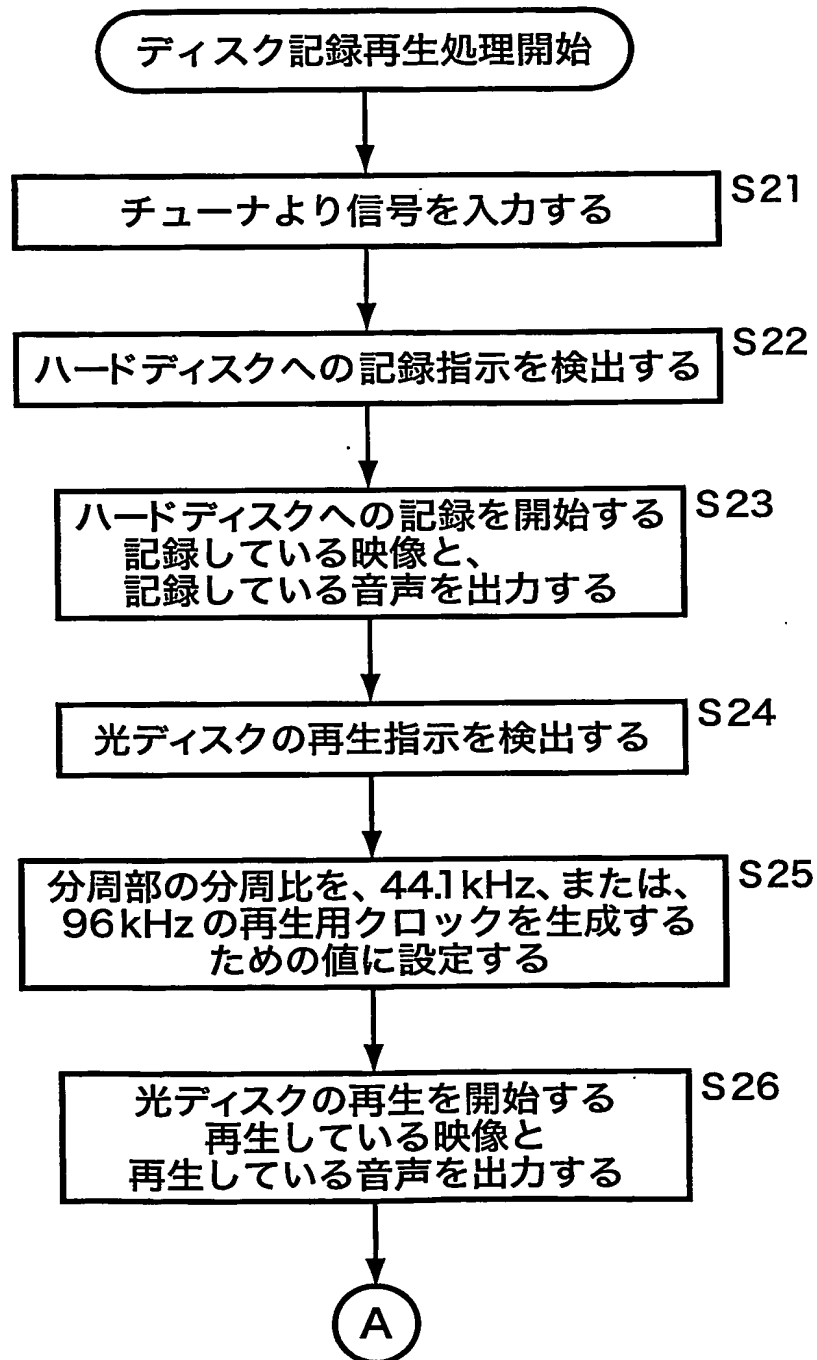 ディスク記録再生処理開始
S21
チューナより信号を入力する
S22
ハードディスクへの記録指示を検出する
S23
ハードディスクへの記録を開始する
記録している映像と、
記録している音声を出力する
S24
光ディスクの再生指示を検出する
S25
分周部の分周比を、44.1kHz、または、
96kHzの再生用クロックを生成する
ための値に設定する
S26
光ディスクの再生を開始する
再生している映像と
再生している音声を出力する
A